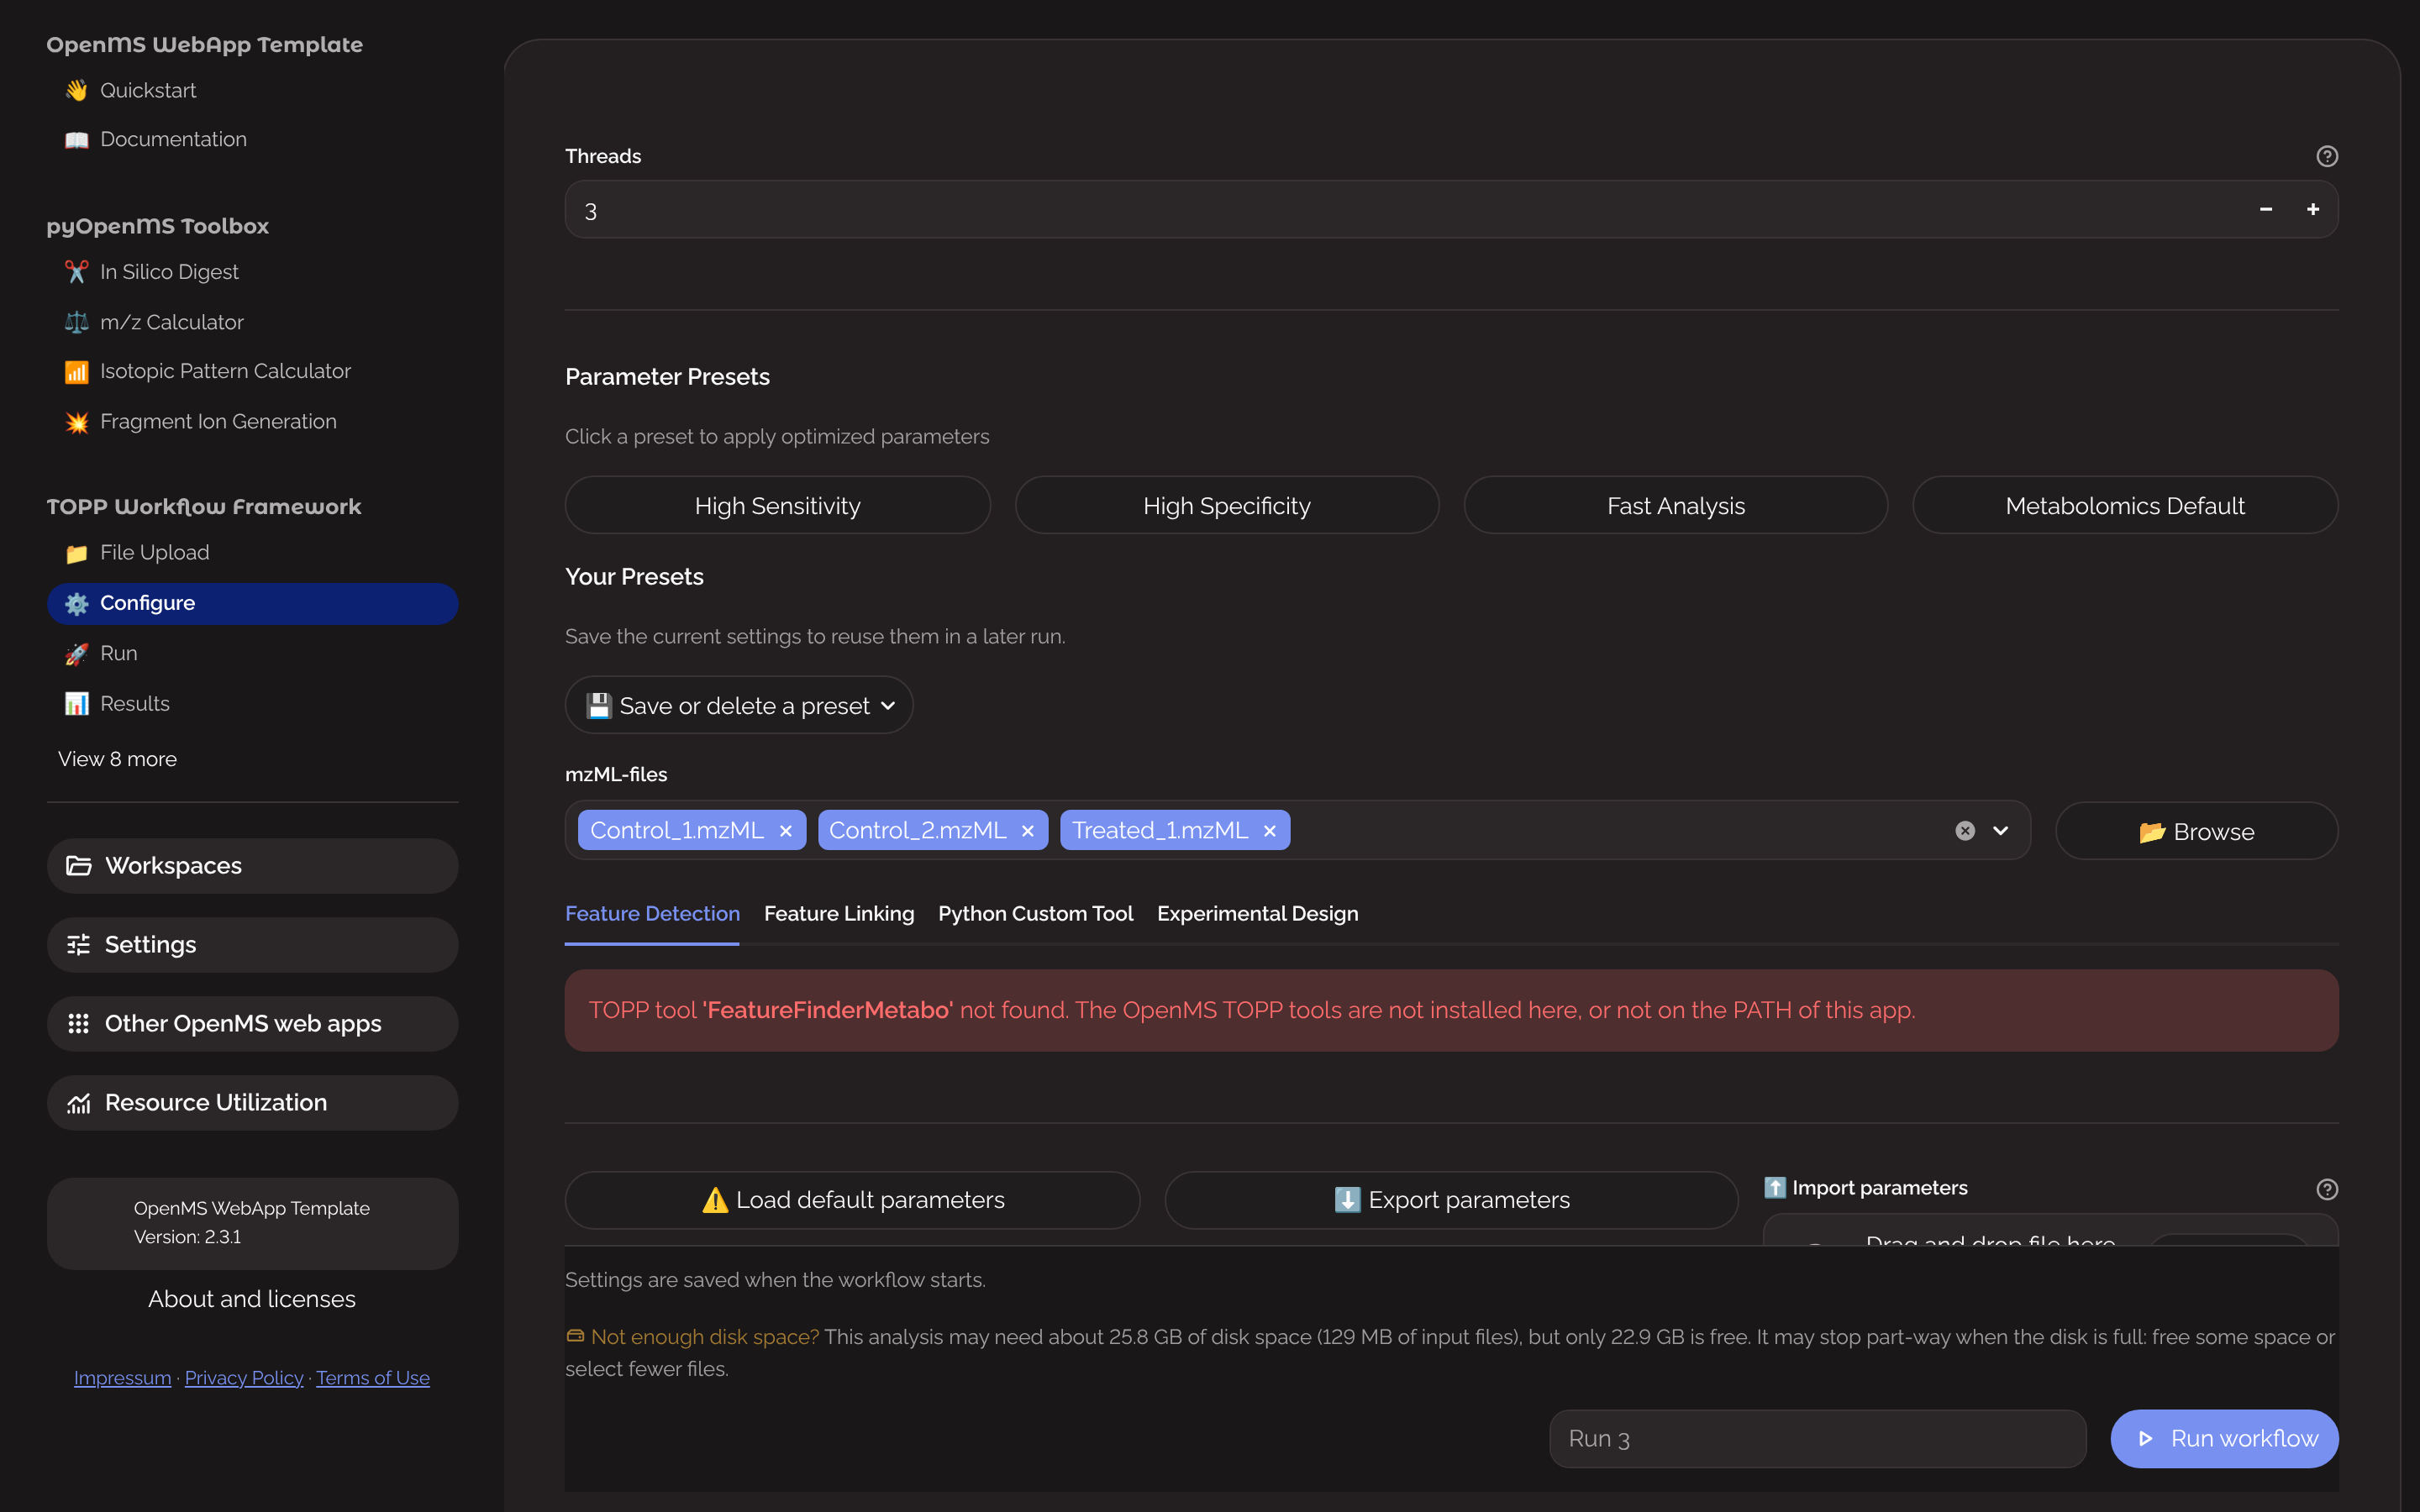 OpenMS WebApp Template
Quickstart
Documentation
pyOpenMS Toolbox
In Silico Digest
m/z Calculator
Isotopic Pattern Calculator
Fragment Ion Generation
TOPP Workflow Framework
File Upload
Configure
Run
Results
View 8 more
Workspaces
Settings
Other OpenMS web apps
Resource Utilization
OpenMS WebApp Template
Version: 2.3.1
About and licenses
Impressum · Privacy Policy · Terms of Use
Threads
3
Parameter Presets
Click a preset to apply optimized parameters
High Sensitivity
High Specificity
Fast Analysis
Metabolomics Default
Your Presets
Save the current settings to reuse them in a later run.
Save or delete a preset
mzML-files
Control_1.mzML
Control_2.mzML
Treated_1.mzML
Browse
Feature Detection
Feature Linking
Python Custom Tool
Experimental Design
TOPP tool 'FeatureFinderMetabo' not found. The OpenMS TOPP tools are not installed here, or not on the PATH of this app.
Load default parameters
Export parameters
Import parameters
Drag and drop file here
Settings are saved when the workflow starts.
Not enough disk space? This analysis may need about 25.8 GB of disk space (129 MB of input files), but only 22.9 GB is free. It may stop part-way when the disk is full: free some space or
select fewer files.
Run 3
Run workflow